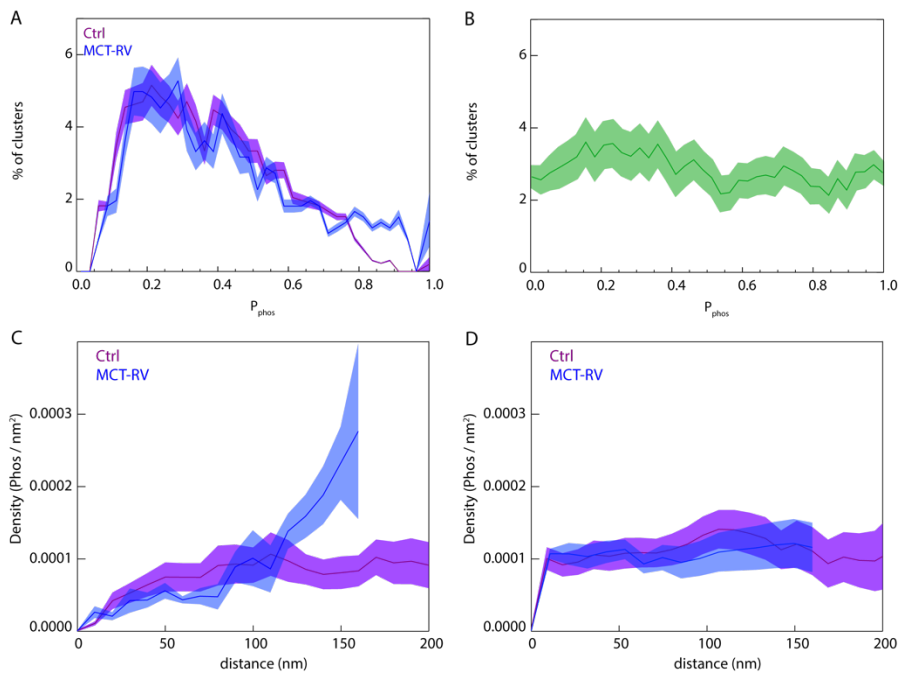 A
Ctrl
MCT-RV
% of clusters
6
4
2
0
0.0 0.2 0.4 0.6 0.8 1.0
Pphos
B
% of clusters
6
4
2
0
0.0 0.2 0.4 0.6 0.8 1.0
Pphos
C
Ctrl
MCT-RV
Density (Phos / nm²)
0.0003
0.0002
0.0001
0.0000
0 50 100 150 200
distance (nm)
D
Ctrl
MCT-RV
Density (Phos / nm²)
0.0003
0.0002
0.0001
0.0000
0 50 100 150 200
distance (nm)